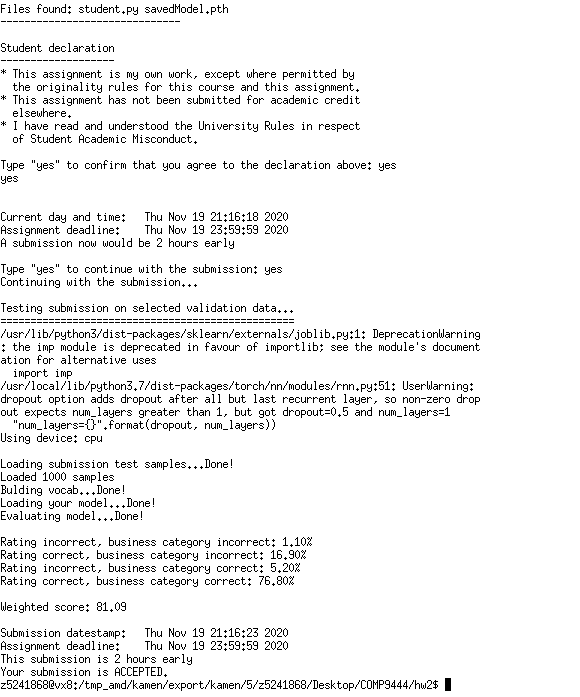 Files found: student.py savedModel.pth
------------------------------
Student declaration
-------------------
* This assignment is my own work, except where permitted by
the originality rules for this course and this assignment.
* This assignment has not been submitted for academic credit
elsewhere.
* I have read and understood the University Rules in respect
of Student Academic Misconduct.
Type "yes" to confirm that you agree to the declaration above: yes
yes
Current day and time:   Thu Nov 19 21:16:18 2020
Assignment deadline:    Thu Nov 19 23:59:59 2020
A submission now would be 2 hours early
Type "yes" to continue with the submission: yes
Continuing with the submission...
Testing submission on selected validation data...
=================================================
/usr/lib/python3/dist-packages/sklearn/externals/joblib.py:1: DeprecationWarning
: the imp module is deprecated in favour of importlib; see the module's document
ation for alternative uses
import imp
/usr/local/lib/python3.7/dist-packages/torch/nn/modules/rnn.py:51: UserWarning:
dropout option adds dropout after all but last recurrent layer, so non-zero drop
out expects num_layers greater than 1, but got dropout=0.5 and num_layers=1
"num_layers={}".format(dropout, num_layers))
Using device: cpu
Loading submission test samples...Done!
Loaded 1000 samples
Bulding vocab...Done!
Loading your model...Done!
Evaluating model...Done!
Rating incorrect, business category incorrect: 1.10%
Rating correct, business category incorrect: 16.90%
Rating incorrect, business category correct: 5.20%
Rating correct, business category correct: 76.80%
Weighted score: 81.09
Submission datestamp:   Thu Nov 19 21:16:23 2020
Assignment deadline:    Thu Nov 19 23:59:59 2020
This submission is 2 hours early
Your submission is ACCEPTED.
z5241868@vx8:/tmp_amd/kamen/export/kamen/5/z5241868/Desktop/COMP9444/hw2$